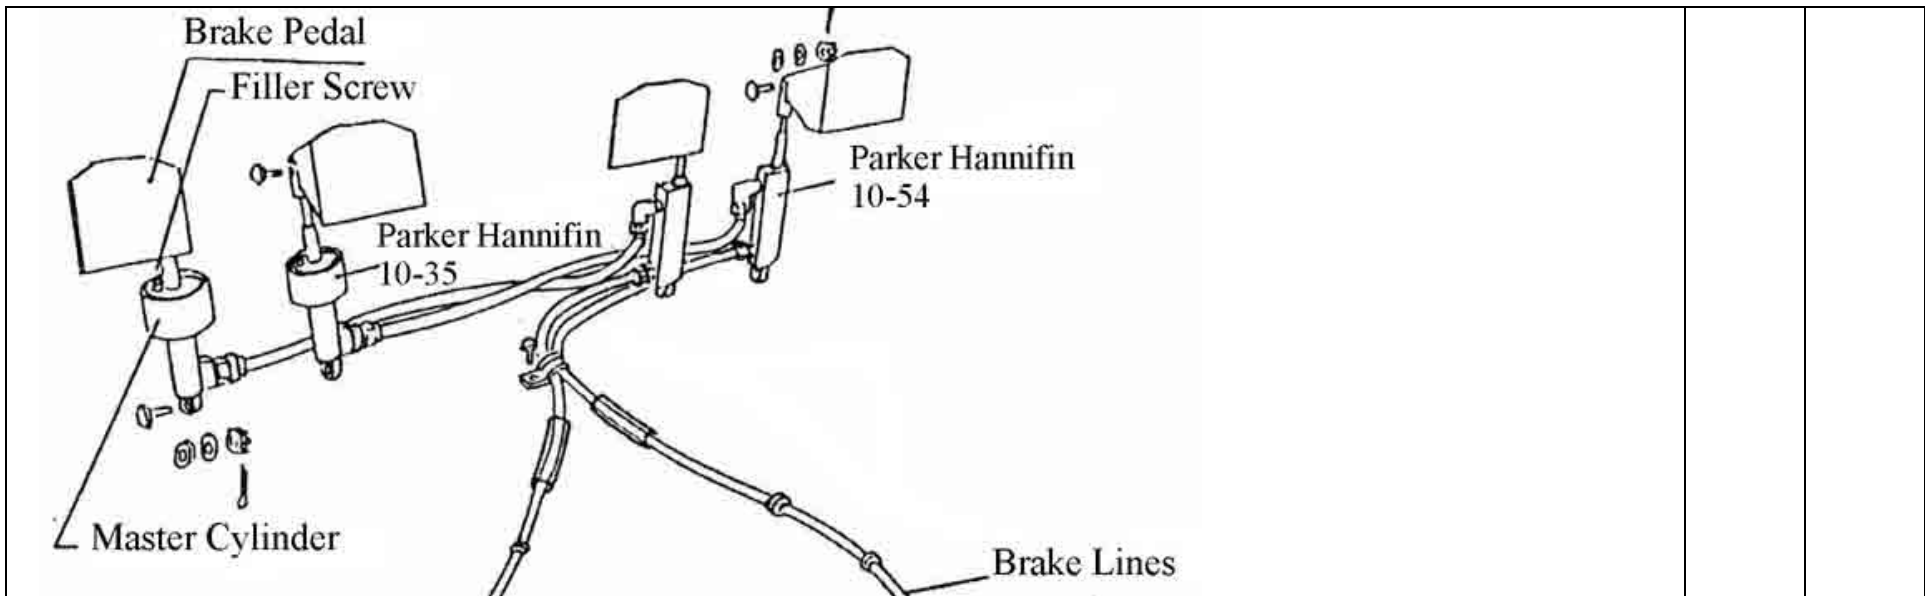 Brake Pedal
Filler Screw
Parker Hannifin
10-54
Parker Hannifin
10-35
Master Cylinder
Brake Lines